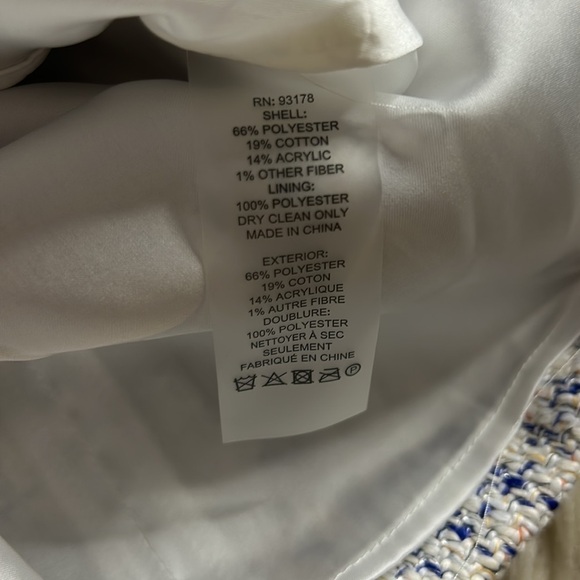 RN: 93178
SHELL:
66% POLYESTER
19% COTTON
14% ACRYLIC
1% OTHER FIBER
LINING:
100% POLYESTER
DRY CLEAN ONLY
MADE IN CHINA
EXTERIOR:
66% POLYESTER
19% COTON
14% ACRYLIQUE
1% AUTRE FIBRE
DOUBLURE:
100% POLYESTER
NETTOYER À SEC
SEULEMENT
FABRIQUÉ EN CHINE
P